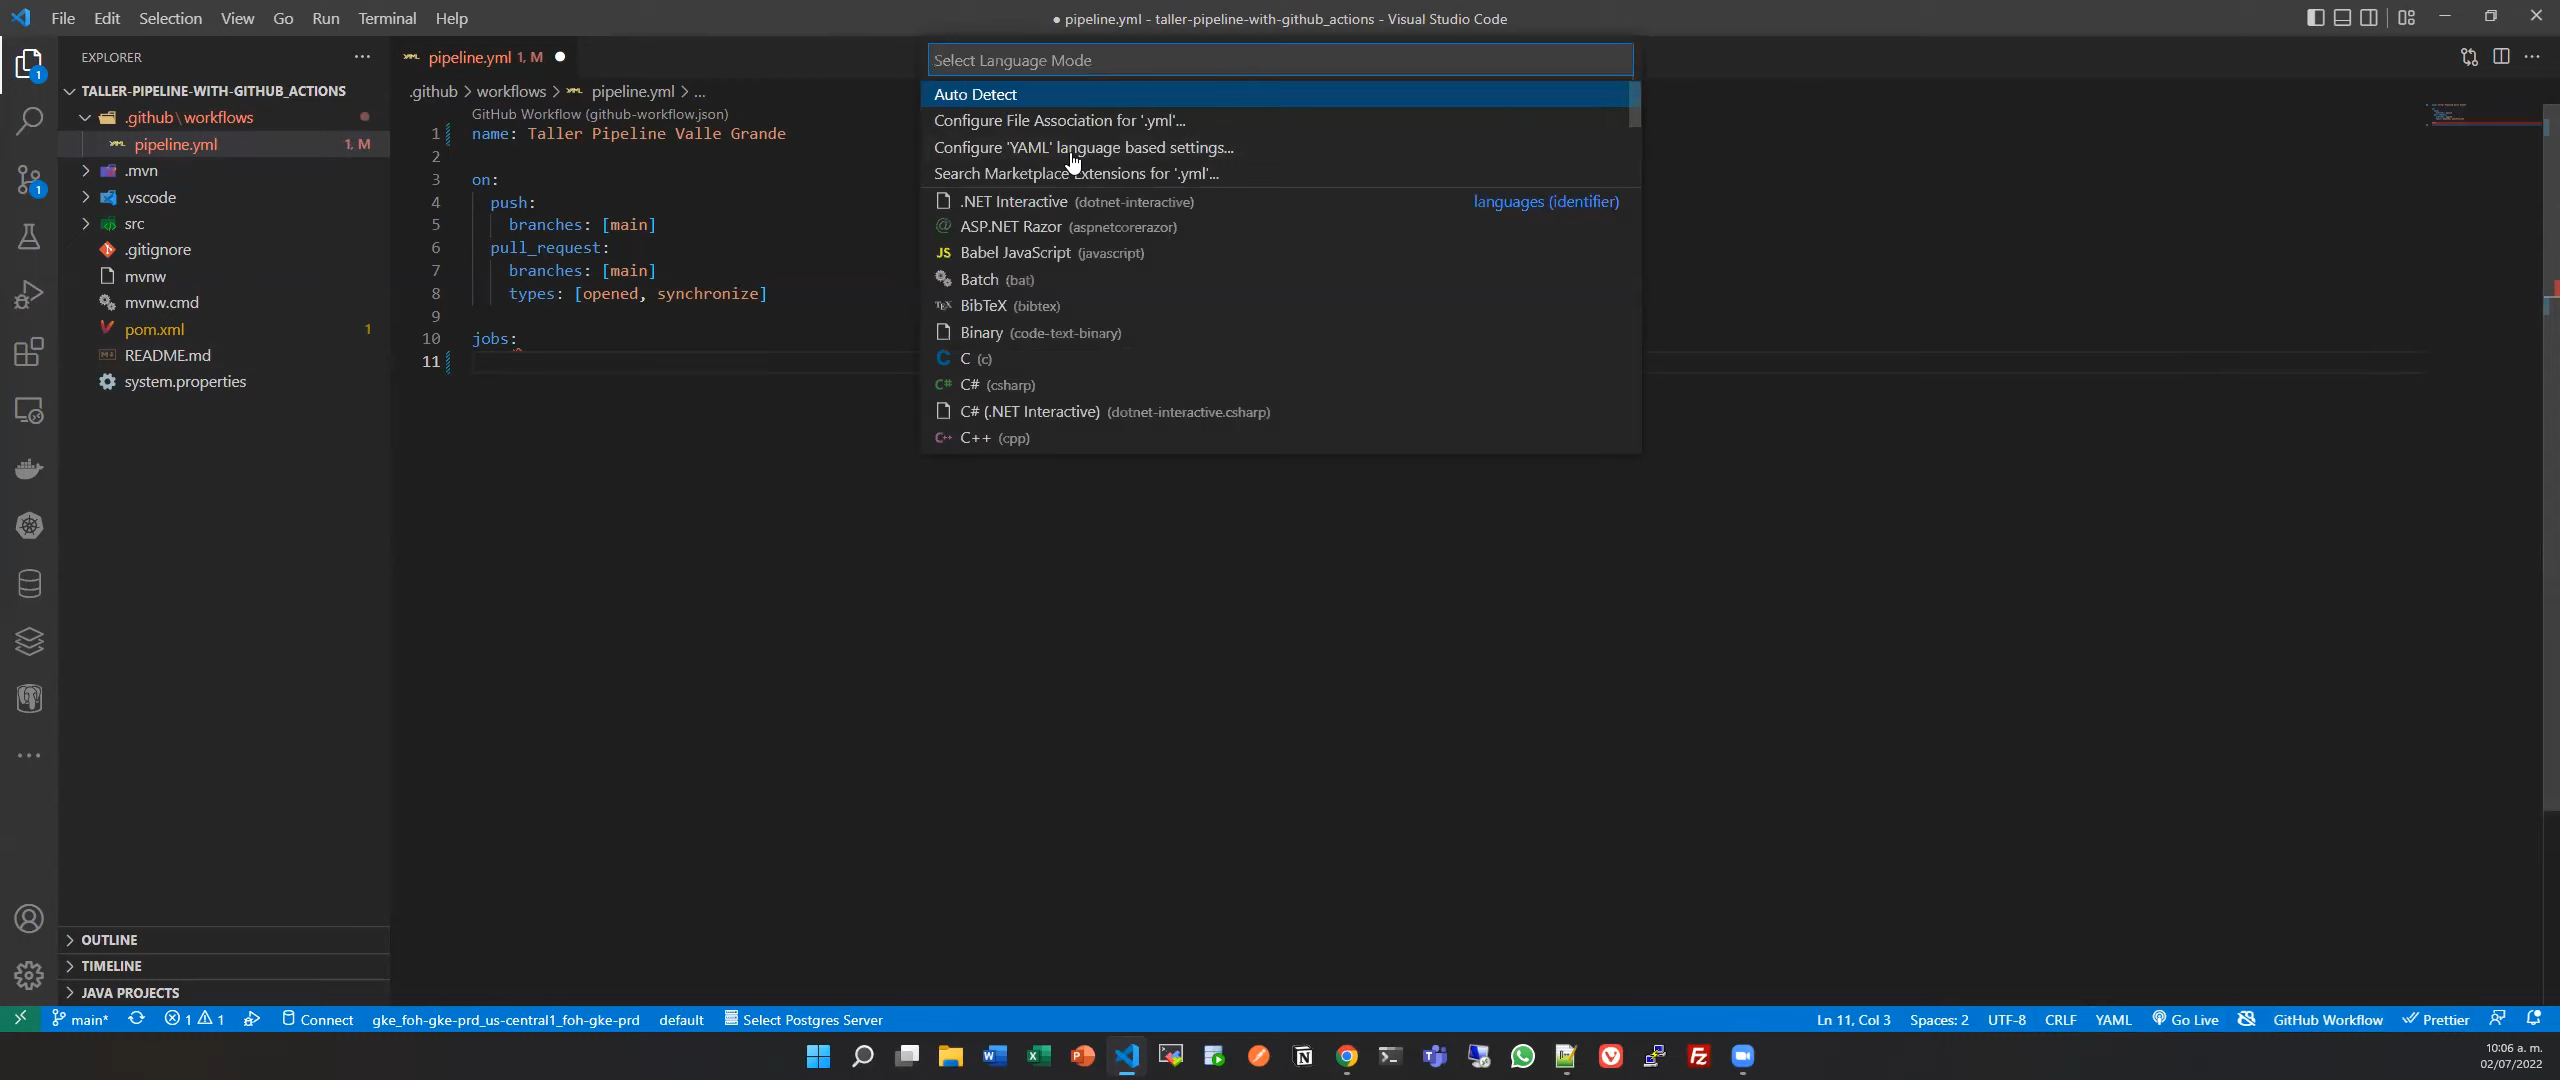 File Edit Selection View Go Run Terminal Help
● pipeline.yml - taller-pipeline-with-github_actions - Visual Studio Code
EXPLORER
TALLER-PIPELINE-WITH-GITHUB_ACTIONS
.github\workflows
pipeline.yml 1, M
.mvn
.vscode
src
.gitignore
mvnw
mvnw.cmd
pom.xml 1
README.md
system.properties
OUTLINE
TIMELINE
JAVA PROJECTS
pipeline.yml 1, M
.github > workflows > pipeline.yml > ...
GitHub Workflow (github-workflow.json)
1 name: Taller Pipeline Valle Grande
2
3 on:
4 push:
5 branches: [main]
6 pull_request:
7 branches: [main]
8 types: [opened, synchronize]
9
10 jobs:
11
Select Language Mode
Auto Detect
Configure File Association for '.yml'...
Configure 'YAML' language based settings...
Search Marketplace Extensions for '.yml'...
.NET Interactive (dotnet-interactive) languages (identifier)
ASP.NET Razor (aspnetcorerazor)
JS Babel JavaScript (javascript)
Batch (bat)
BibTeX (bibtex)
Binary (code-text-binary)
C (c)
C# (csharp)
C# (.NET Interactive) (dotnet-interactive.csharp)
C++ (cpp)
main* 1 1 Connect gke_foh-gke-prd_us-central1_foh-gke-prd default Select Postgres Server
Ln 11, Col 3 Spaces: 2 UTF-8 CRLF YAML Go Live GitHub Workflow Prettier
10:06 a. m.
02/07/2022